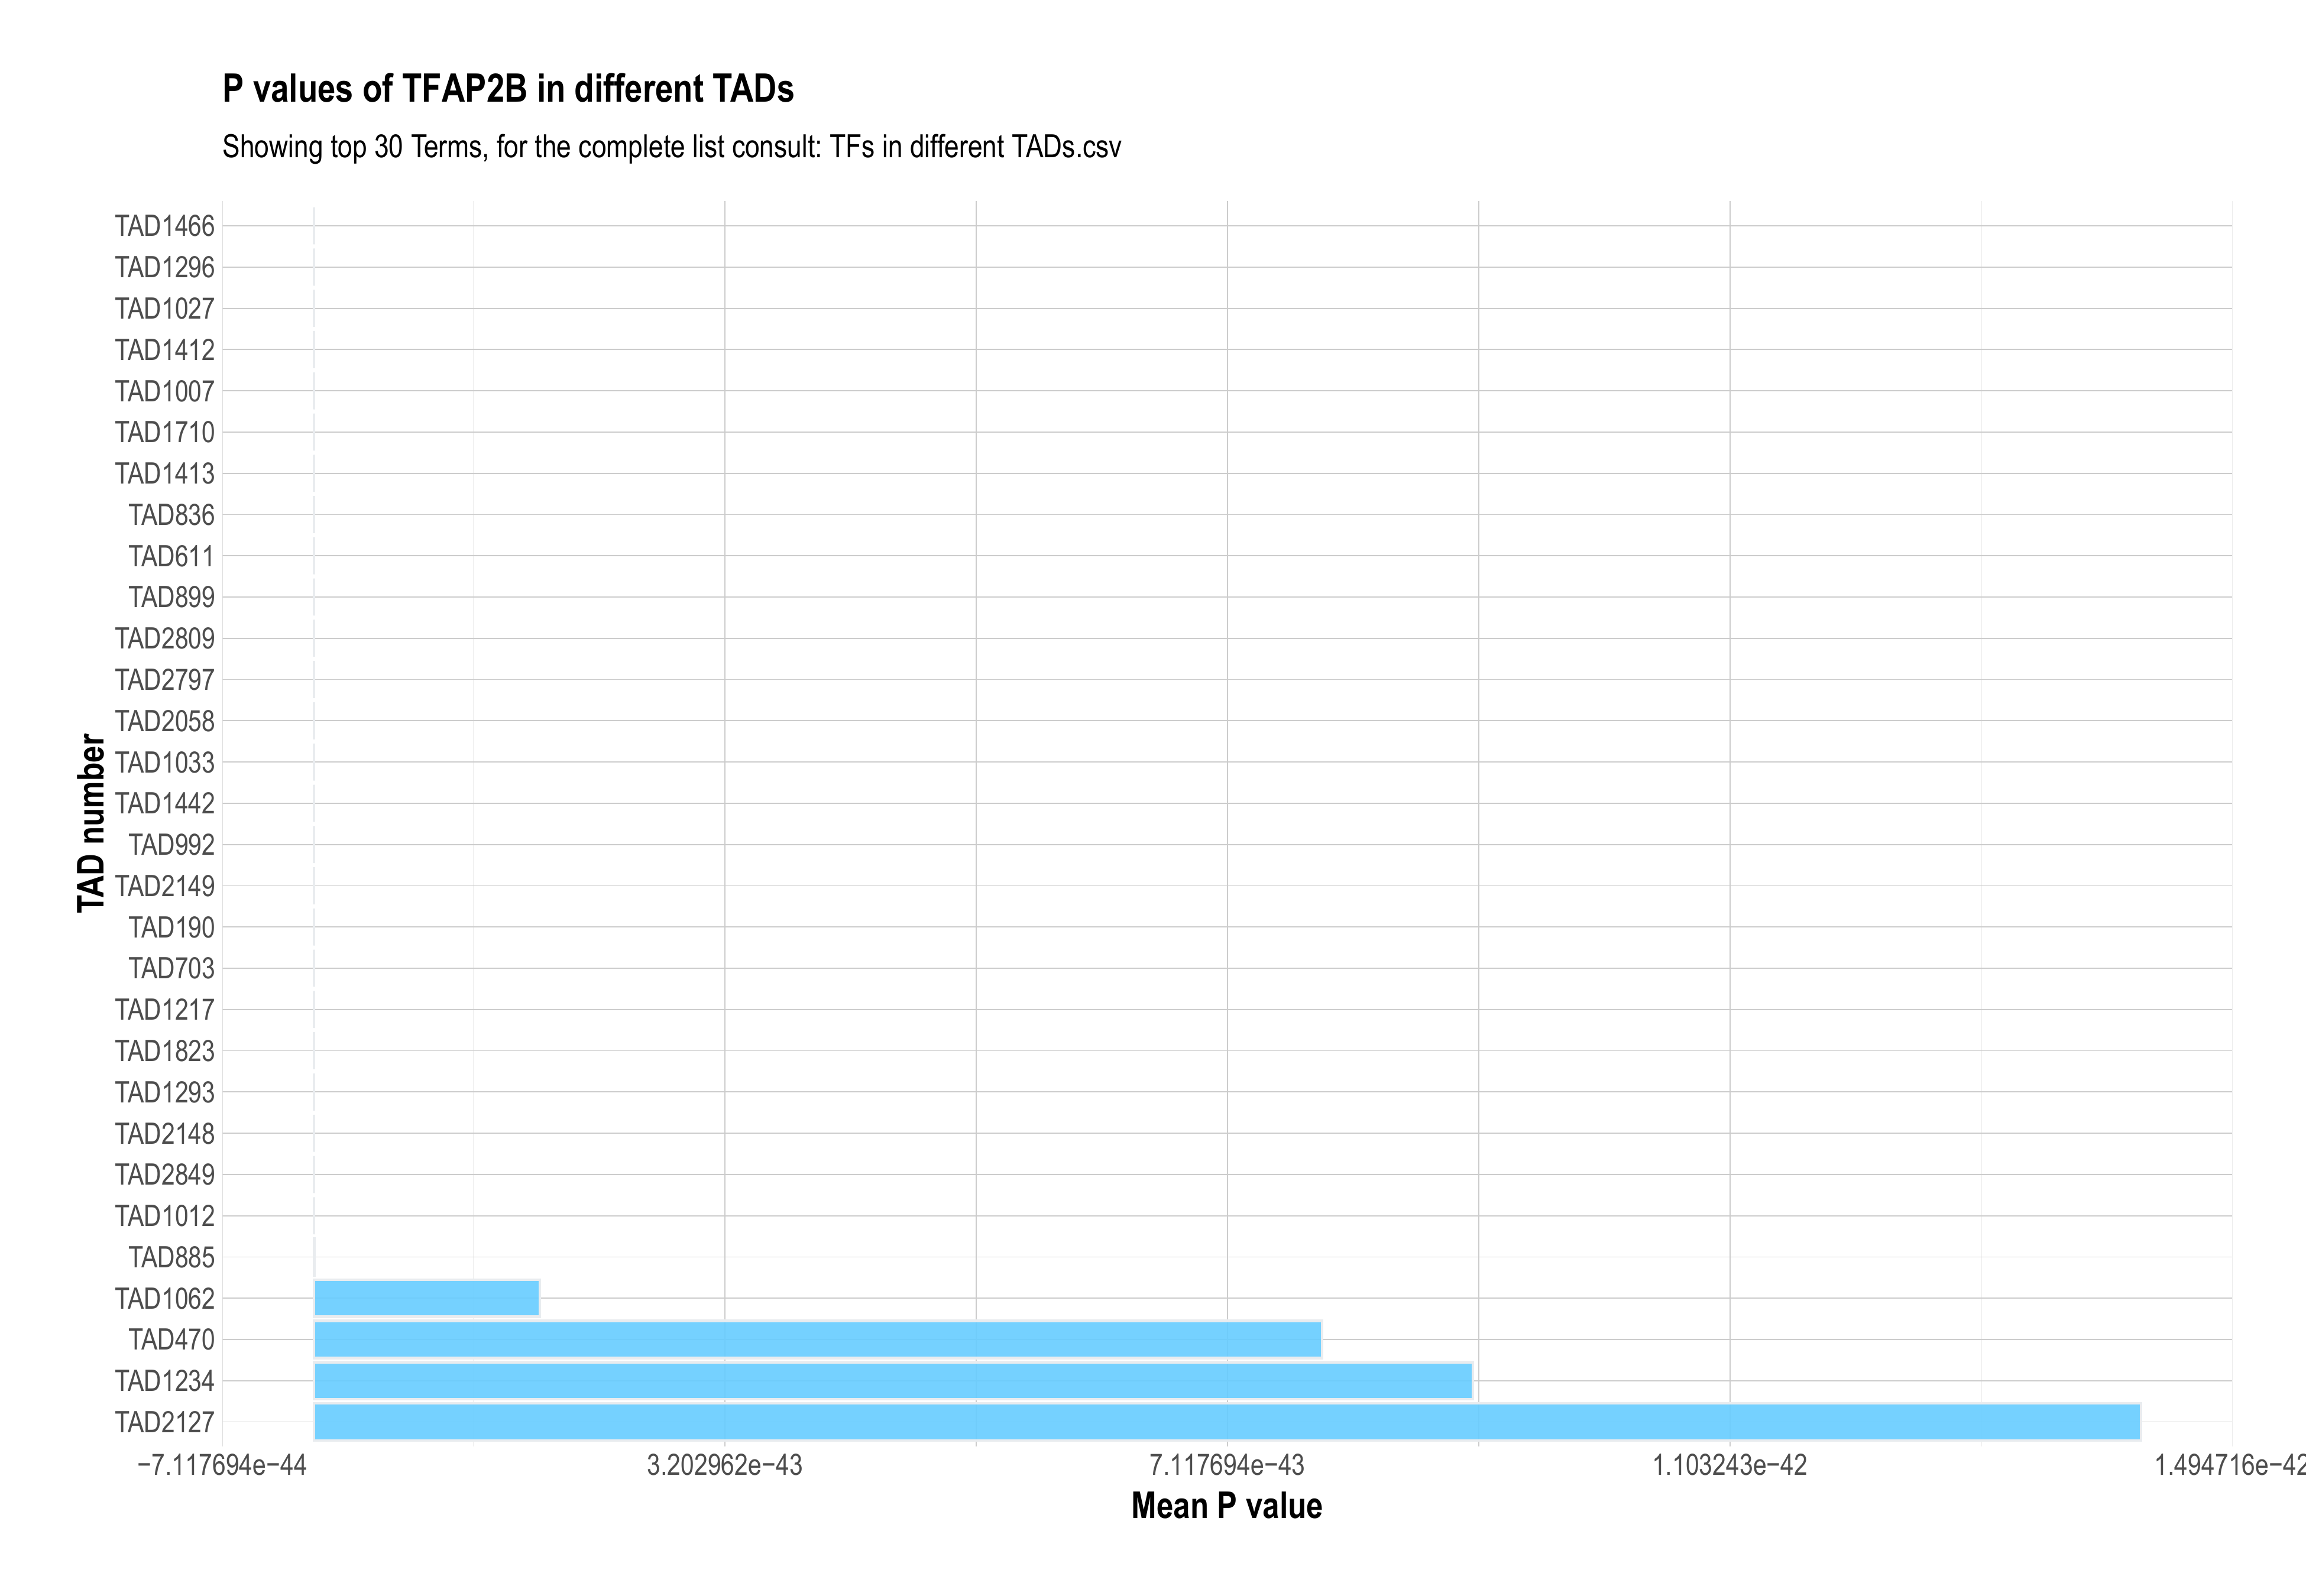 P values of TFAP2B in different TADs
Showing top 30 Terms, for the complete list consult: TFs in different TADs.csv
TAD number
TAD1466
TAD1296
TAD1027
TAD1412
TAD1007
TAD1710
TAD1413
TAD836
TAD611
TAD899
TAD2809
TAD2797
TAD2058
TAD1033
TAD1442
TAD992
TAD2149
TAD190
TAD703
TAD1217
TAD1823
TAD1293
TAD2148
TAD2849
TAD1012
TAD885
TAD1062
TAD470
TAD1234
TAD2127
−7.117694e−44 3.202962e−43 7.117694e−43 1.103243e−42 1.494716e−42
Mean P value